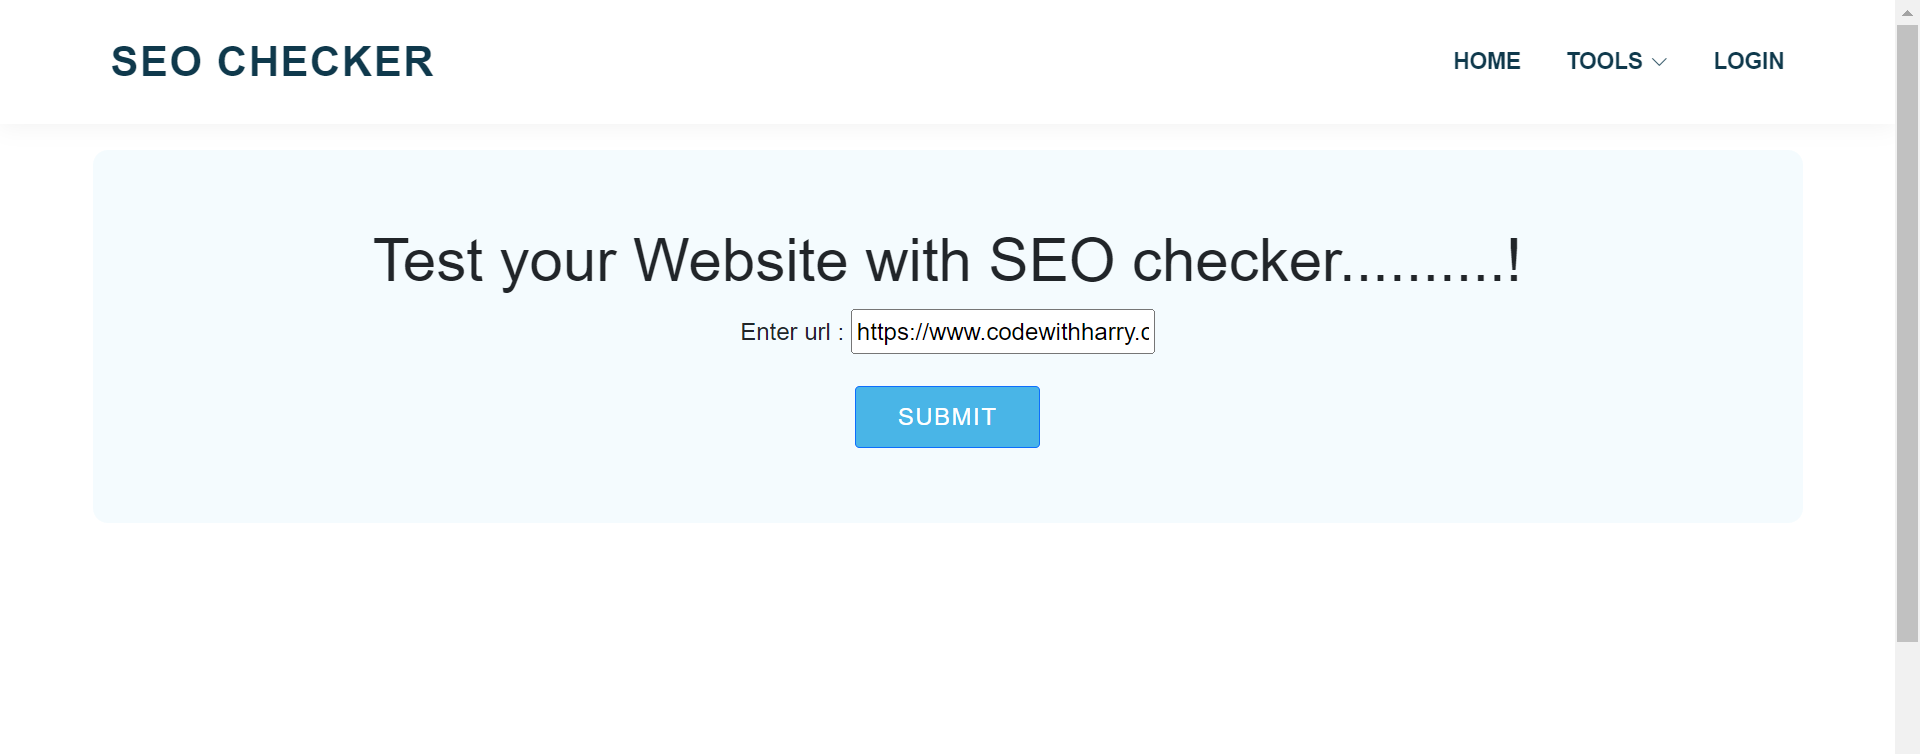 SEO CHECKER
HOME TOOLS LOGIN
Test your Website with SEO checker..........!
Enter url : https://www.codewithharry.c
SUBMIT